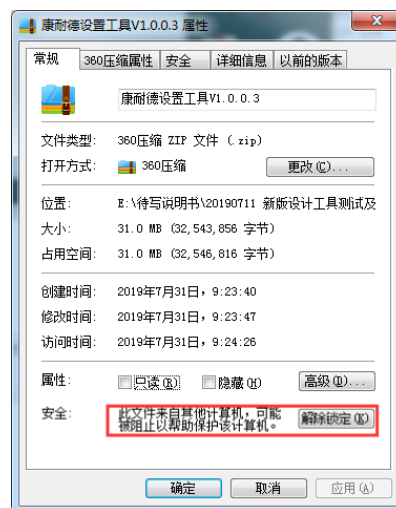 康耐德设置工具V1.0.0.3 属性
常规 360压缩属性 安全 详细信息 以前的版本
康耐德设置工具V1.0.0.3
文件类型: 360压缩 ZIP 文件 (.zip)
打开方式: 360压缩 更改(C)...
位置: E:\待写说明书\20190711 新版设计工具测试及
大小: 31.0 MB (32,543,856 字节)
占用空间: 31.0 MB (32,546,816 字节)
创建时间: 2019年7月31日，9:23:40
修改时间: 2019年7月31日，9:23:47
访问时间: 2019年7月31日，9:24:26
属性: 只读(R) 隐藏(H) 高级(D)...
安全: 此文件来自其他计算机，可能
被阻止以帮助保护该计算机。 解除锁定(K)
确定 取消 应用(A)